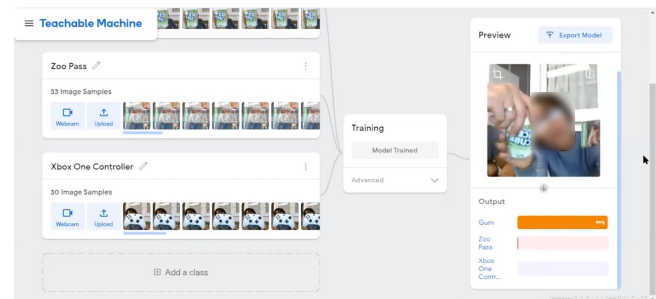 Teachable Machine
Zoo Pass
33 Image Samples
Webcam
Upload
Xbox One Controller
30 Image Samples
Webcam
Upload
Add a class
Training
Model Trained
Advanced
Preview
Export Model
Output
Gum
99%
Zoo
Pass
Xbox
One
Contr...